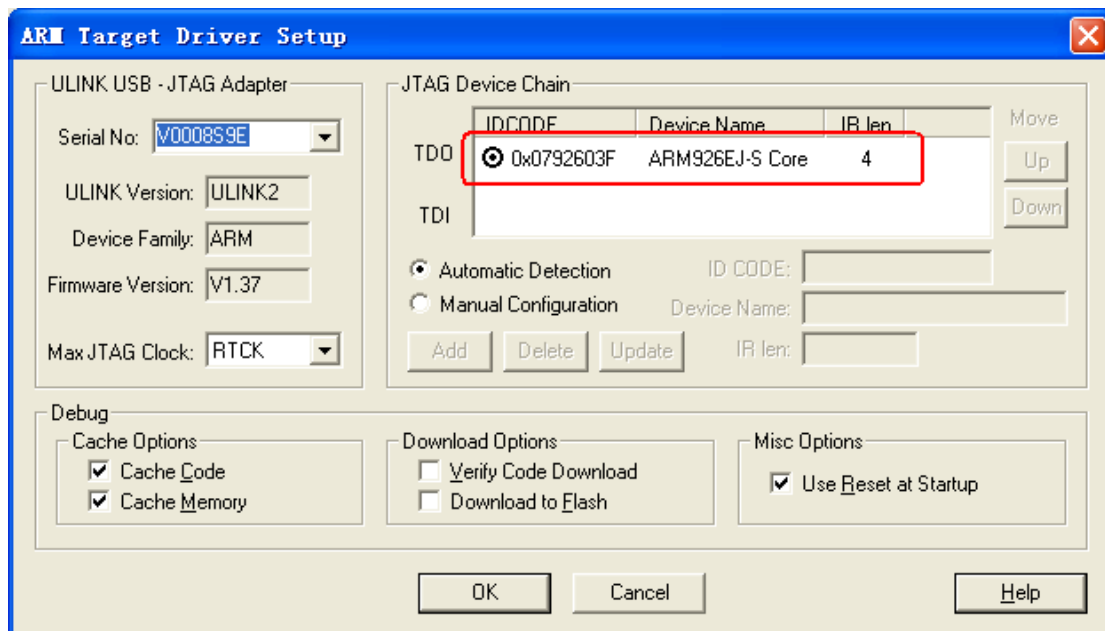 ARM Target Driver Setup
ULINK USB - JTAG Adapter
Serial No: V0008S9E
ULINK Version: ULINK2
Device Family: ARM
Firmware Version: V1.37
Max JTAG Clock: RTCK
JTAG Device Chain
IDCODE Device Name IR len
TDO 0x0792603F ARM926EJ-S Core 4
TDI
Move
Up
Down
Automatic Detection
Manual Configuration
ID CODE:
Device Name:
Add Delete Update IR len:
Debug
Cache Options
Cache Code
Cache Memory
Download Options
Verify Code Download
Download to Flash
Misc Options
Use Reset at Startup
OK Cancel Help